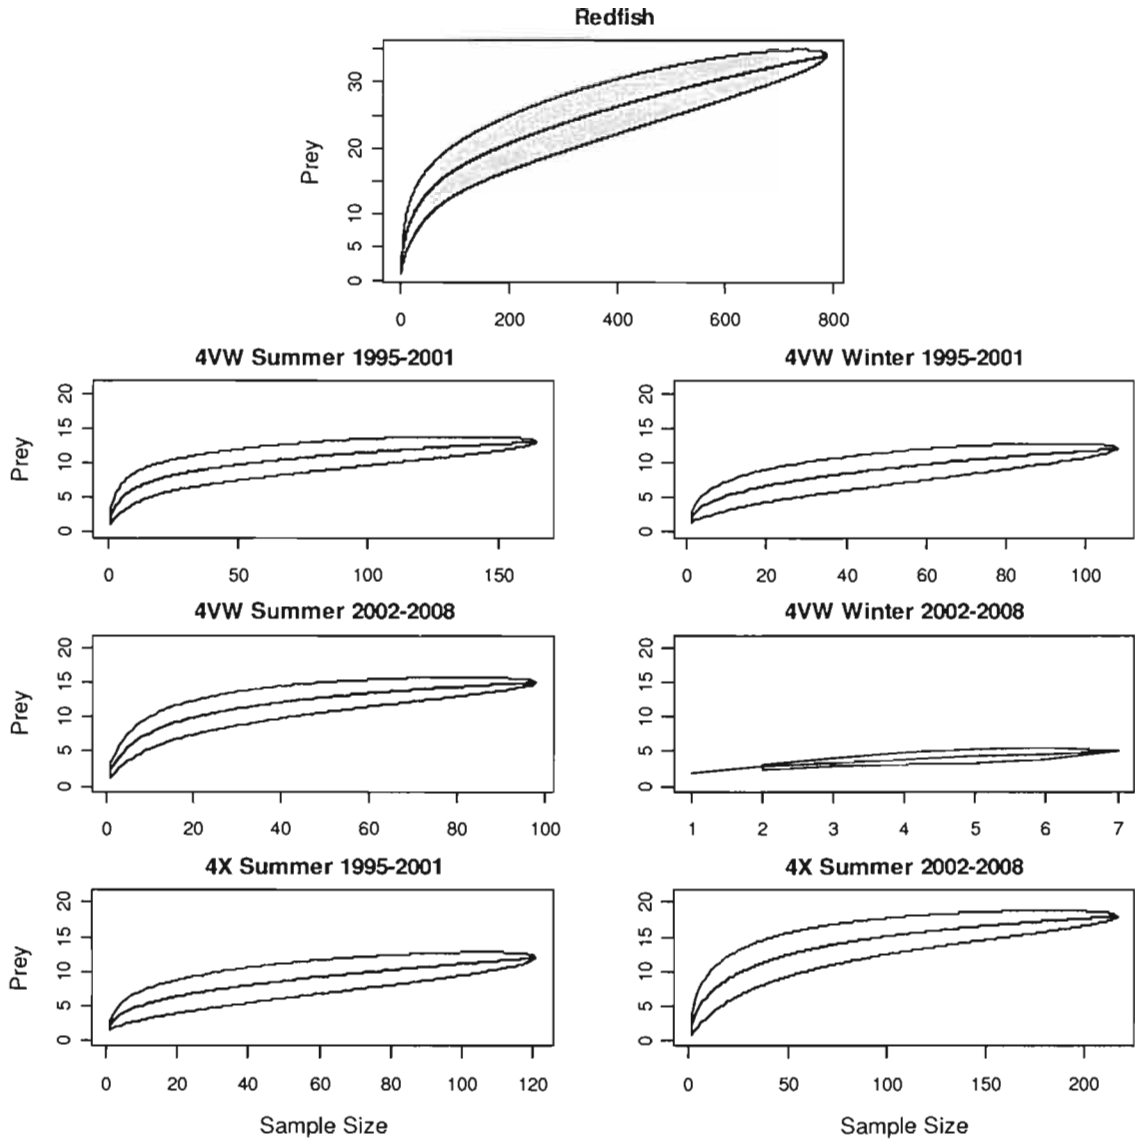 Redfish
Prey
30
20
10
5
0
0 200 400 600 800
4VW Summer 1995-2001
Prey
20
15
10
5
0
0 50 100 150
4VW Winter 1995-2001
20
15
10
5
0
0 20 40 60 80 100
4VW Summer 2002-2008
Prey
20
15
10
5
0
0 20 40 60 80 100
4VW Winter 2002-2008
20
15
10
5
0
1 2 3 4 5 6 7
4X Summer 1995-2001
Prey
20
15
10
5
0
0 20 40 60 80 100 120
Sample Size
4X Summer 2002-2008
20
15
10
5
0
0 50 100 150 200
Sample Size